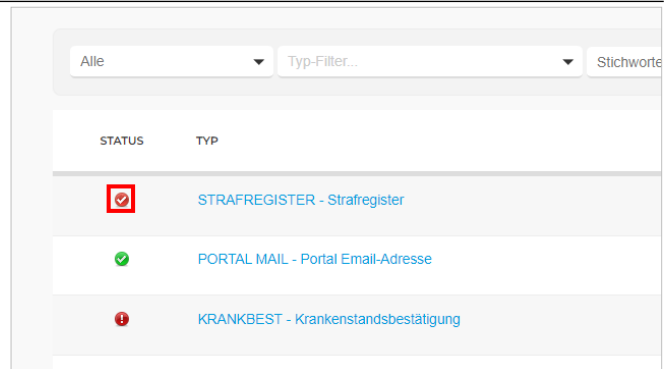 Alle Typ-Filter... Stichworte
STATUS TYP
STRAFREGISTER - Strafregister
PORTAL MAIL - Portal Email-Adresse
KRANKBEST - Krankenstandsbestätigung